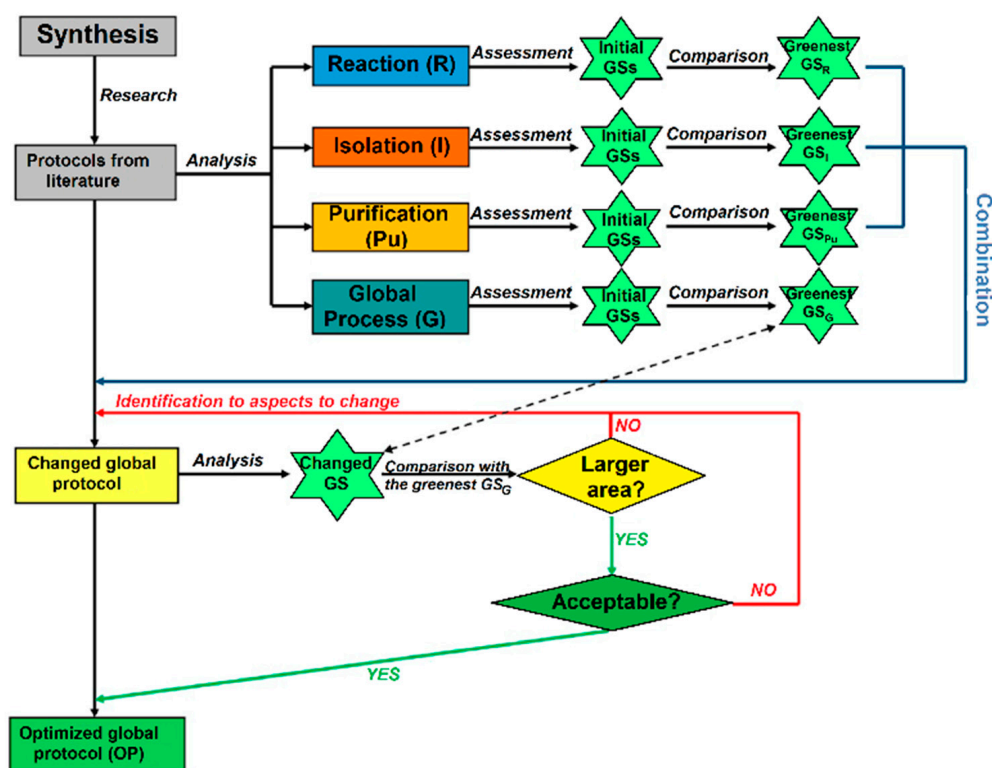 Synthesis
Research
Protocols from
literature
Analysis
Reaction (R)
Assessment
Initial
GSs
Comparison
Greenest
GSR
Isolation (I)
Assessment
Initial
GSs
Comparison
Greenest
GSI
Purification
(Pu)
Assessment
Initial
GSs
Comparison
Greenest
GSPu
Global
Process (G)
Assessment
Initial
GSs
Comparison
Greenest
GSG
Combination
Identification to aspects to change
Changed global
protocol
Analysis
Changed
GS
Comparison with
the greenest GSG
Larger
area?
NO
YES
Acceptable?
NO
YES
Optimized global
protocol (OP)